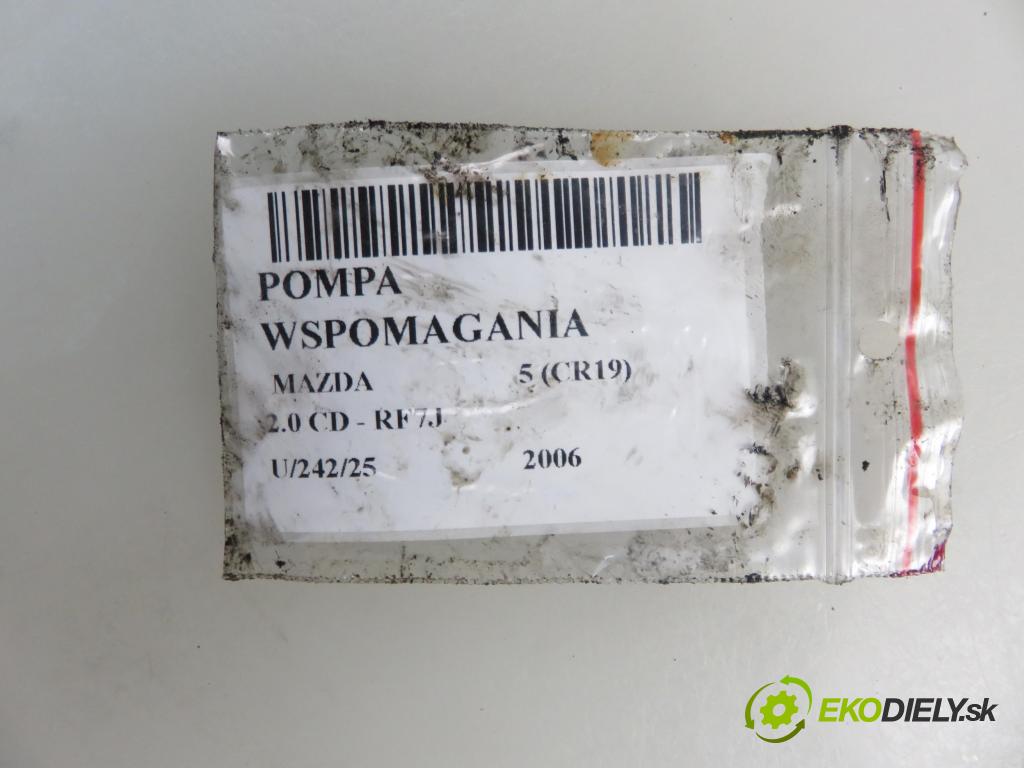 POMPA
WSPOMAGANIA
MAZDA 5 (CR19)
2.0 CD - RF7J
U/242/25 2006
EKODIELY.sk